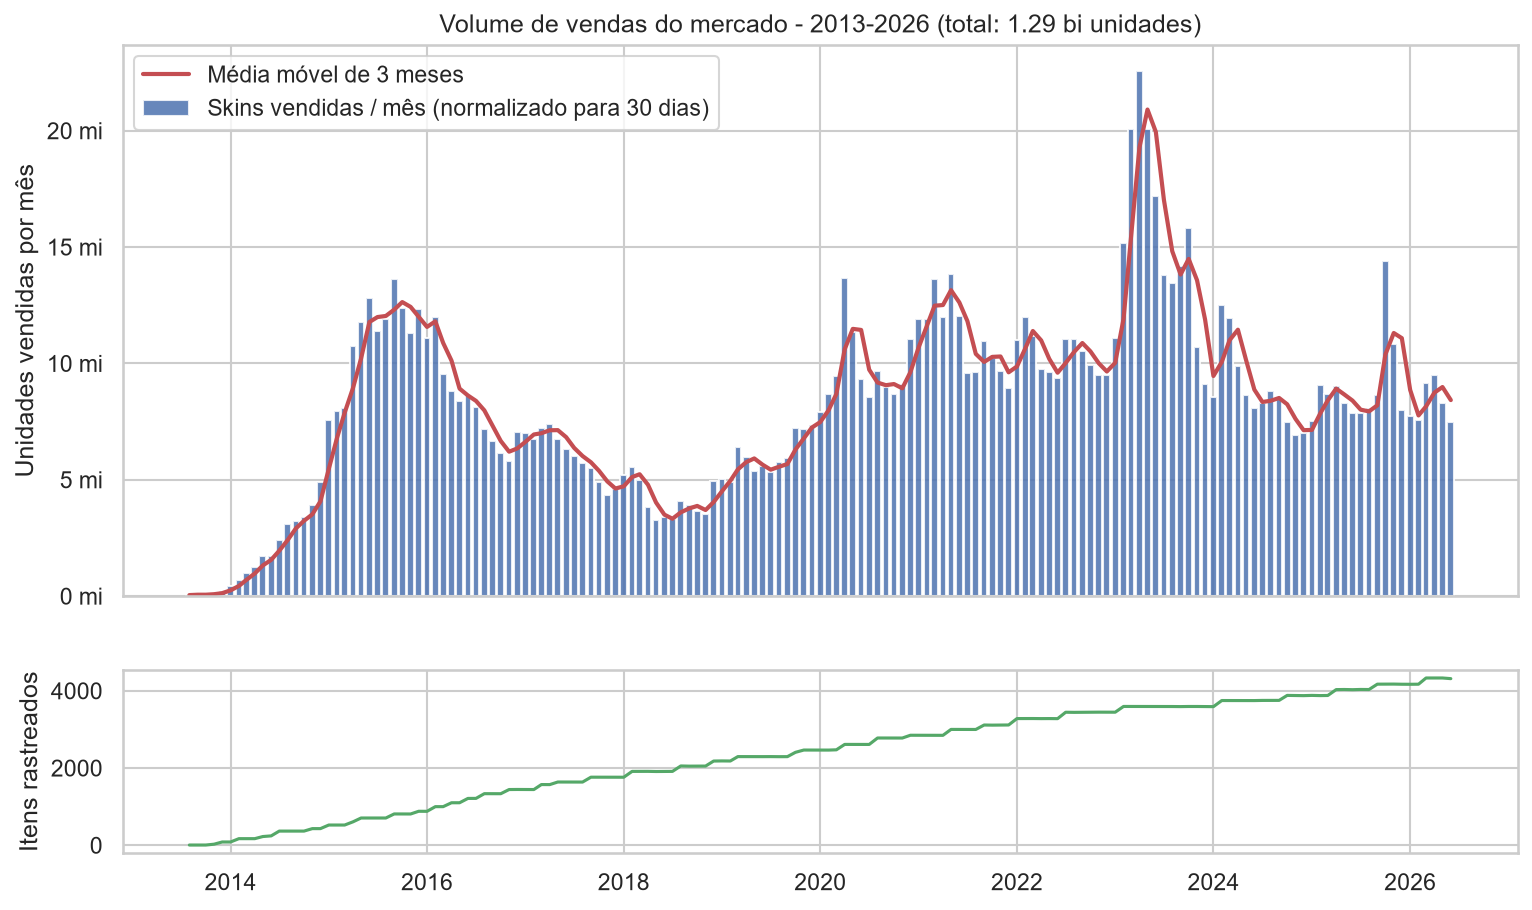 Volume de vendas do mercado - 2013-2026 (total: 1.29 bi unidades)
Média móvel de 3 meses
Skins vendidas / mês (normalizado para 30 dias)
Unidades vendidas por mês
20 mi
15 mi
10 mi
5 mi
0 mi
Itens rastreados
4000
2000
0
2014
2016
2018
2020
2022
2024
2026